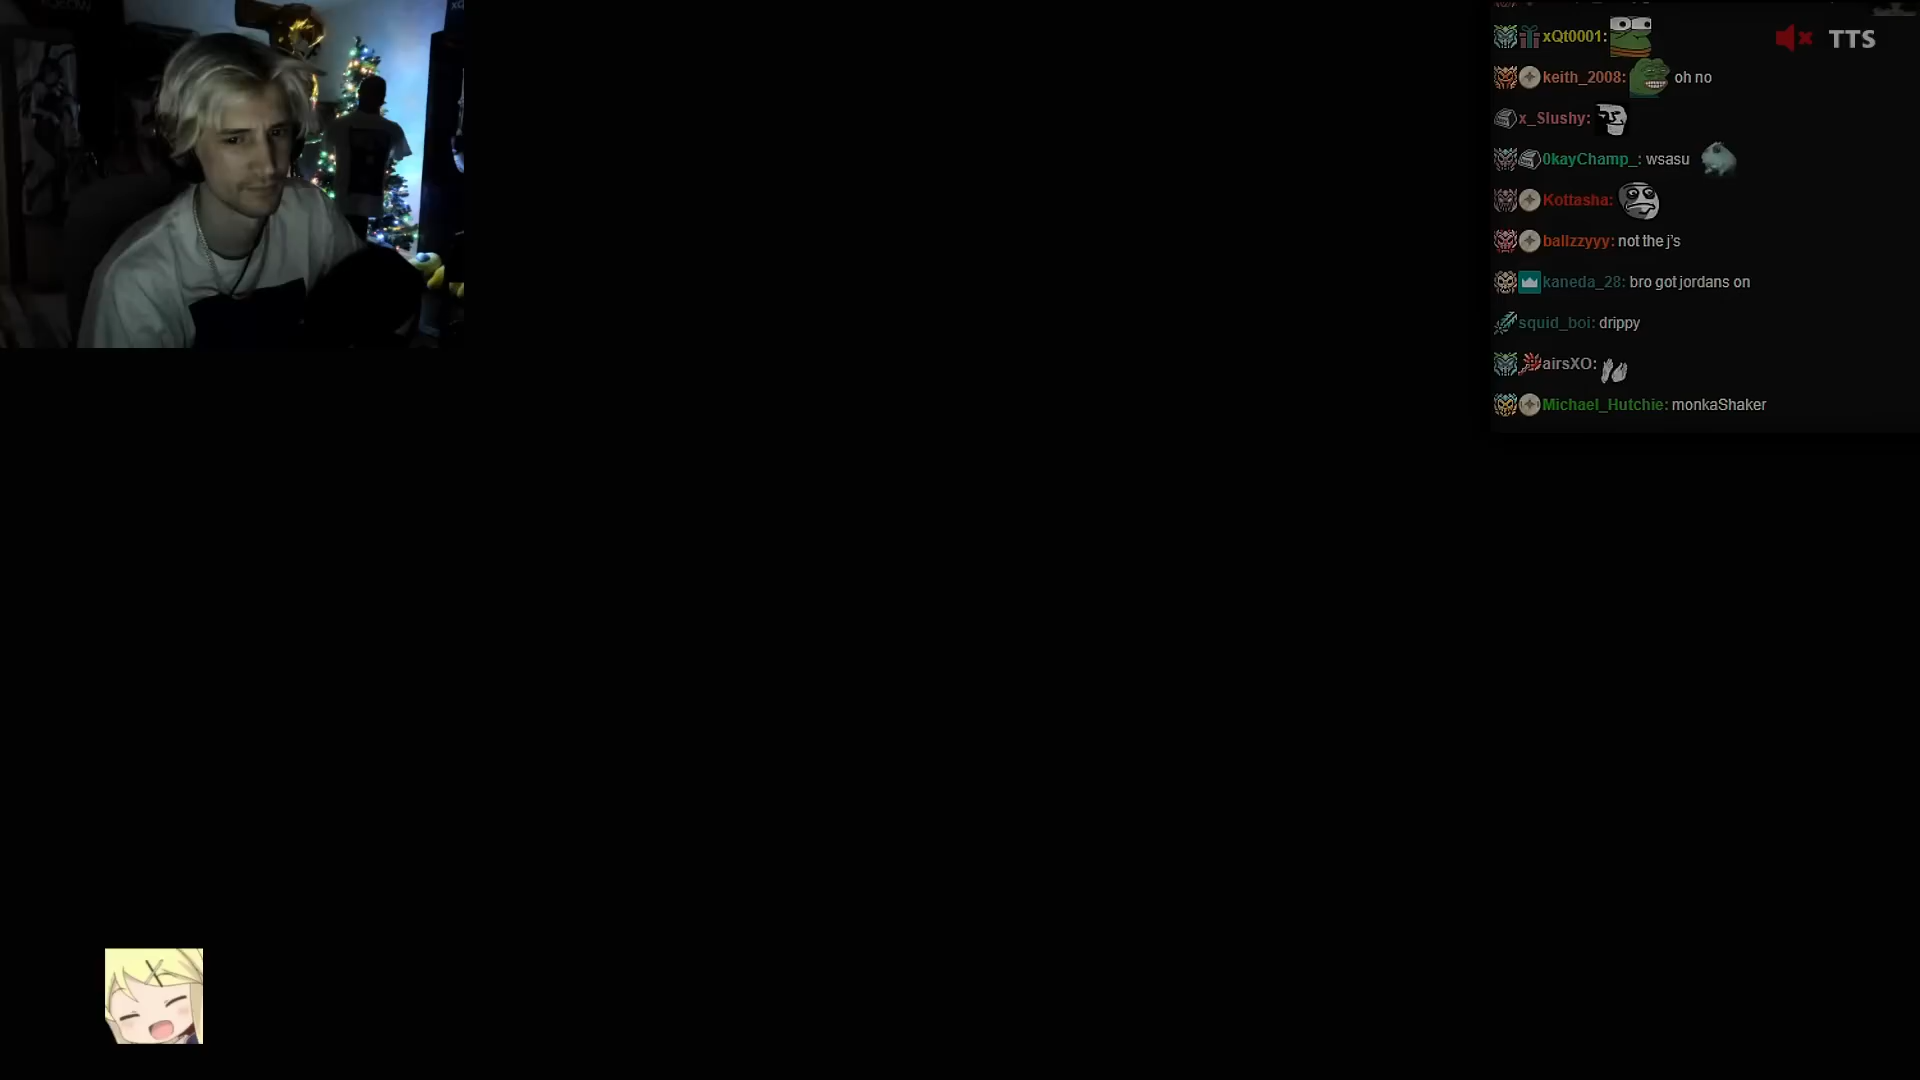 xQt0001:
TTS
keith_2008: oh no
x_Slushy:
0kayChamp_: wsasu
Kottasha:
ballzzyyy: not the j's
kaneda_28: bro got jordans on
squid_boi: drippy
airsXO:
Michael_Hutchie: monkaShaker